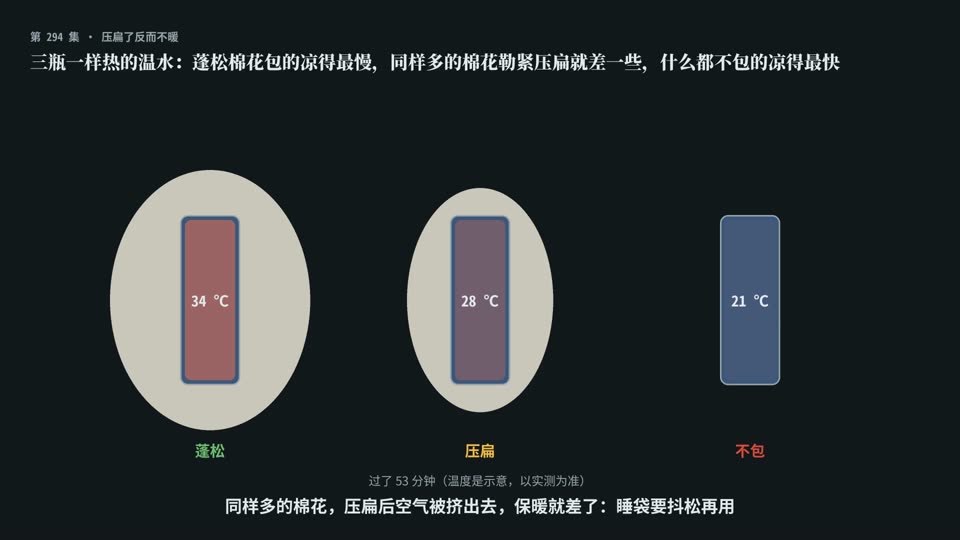 第 294 集 · 压扁了反而不暖
三瓶一样热的温水：蓬松棉花包的凉得最慢，同样多的棉花勒紧压扁就差一些，什么都不包的凉得最快
34 °C
28 °C
21 °C
蓬松
压扁
不包
过了 53 分钟（温度是示意，以实测为准）
同样多的棉花，压扁后空气被挤出去，保暖就差了：睡袋要抖松再用